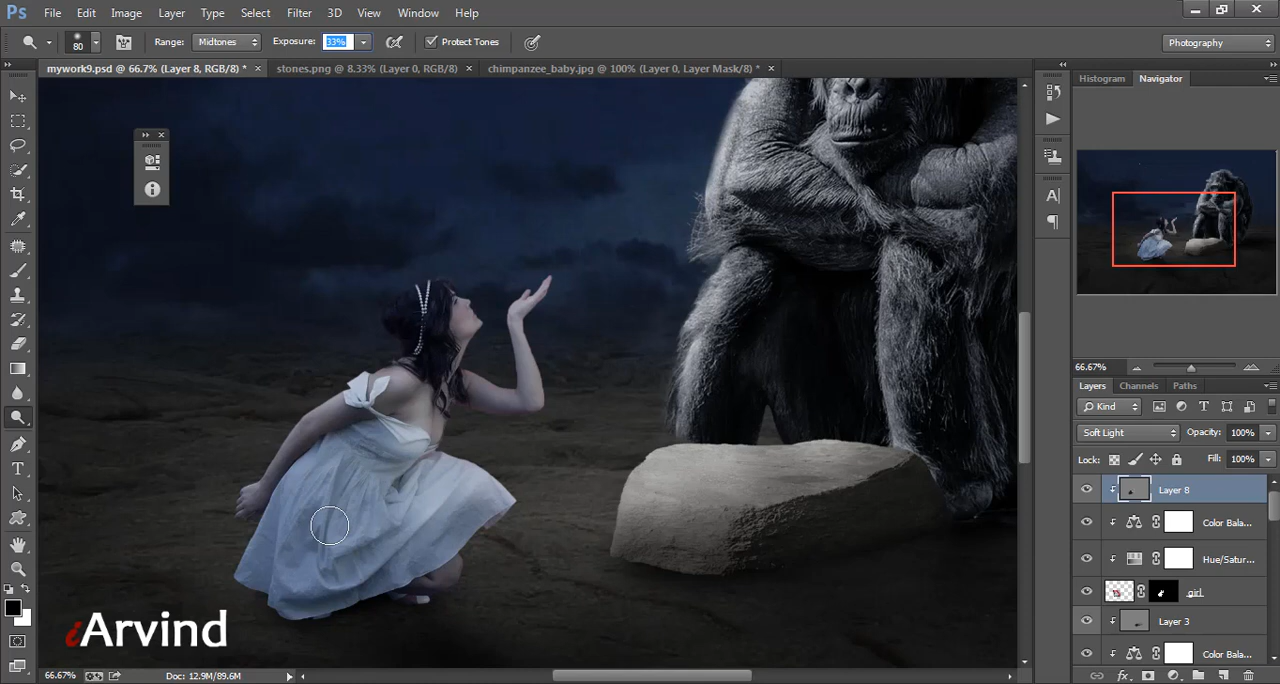 Ps File Edit Image Layer Type Select Filter 3D View Window Help
80 Range: Midtones Exposure: 33% Protect Tones Photography
mywork9.psd @ 66.7% (Layer 8, RGB/8) * × stones.png @ 8.33% (Layer 0, RGB/8) × chimpanzee_baby.jpg @ 100% (Layer 0, Layer Mask/8) * ×
Histogram Navigator
66.67%
Layers Channels Paths
Kind
Soft Light Opacity: 100%
Lock: Fill: 100%
Layer 8
Color Bala...
Hue/Satur...
girl
Layer 3
Color Bala...
iArvind
66.67% Doc: 12.9M/89.6M